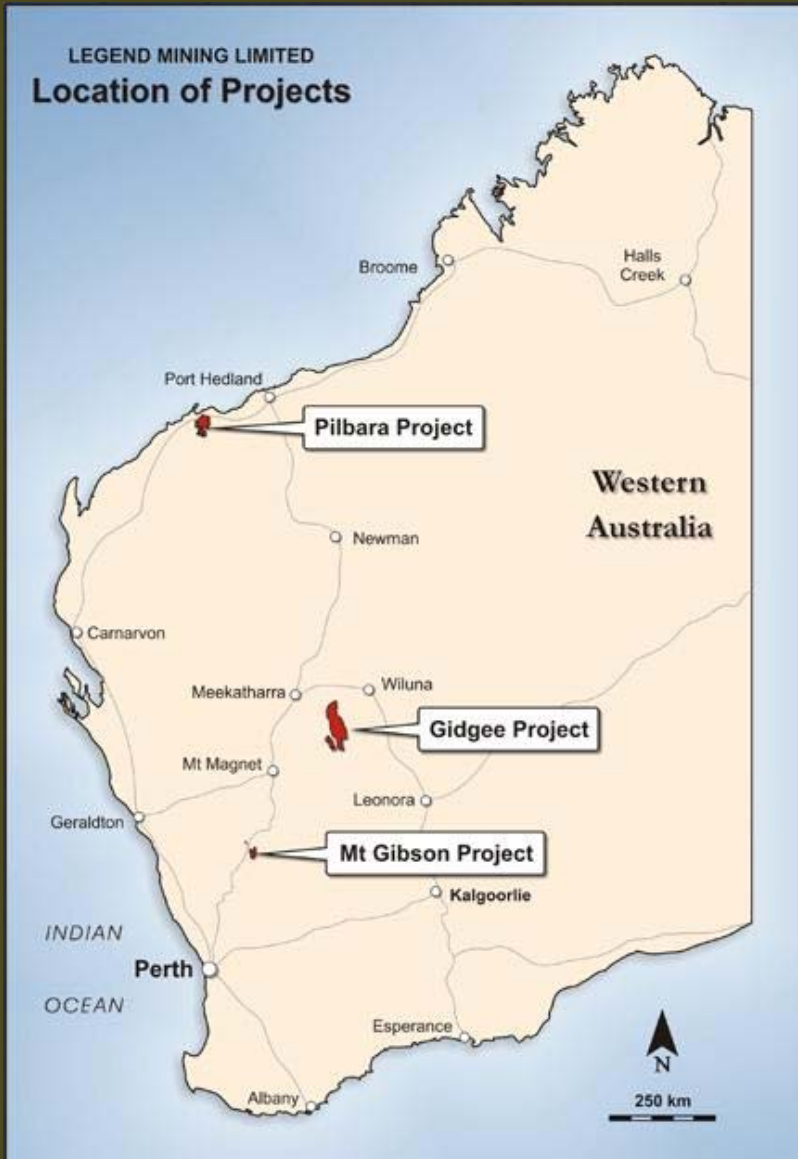 LEGEND MINING LIMITED
Location of Projects
Broome
Halls
Creek
Port Hedland
Pilbara Project
Western
Australia
Newman
Carnarvon
Meekatharra
Wiluna
Gidgee Project
Mt Magnet
Leonora
Geraldton
Mt Gibson Project
Kalgoorlie
INDIAN
Perth
OCEAN
Esperance
N
Albany
250 km